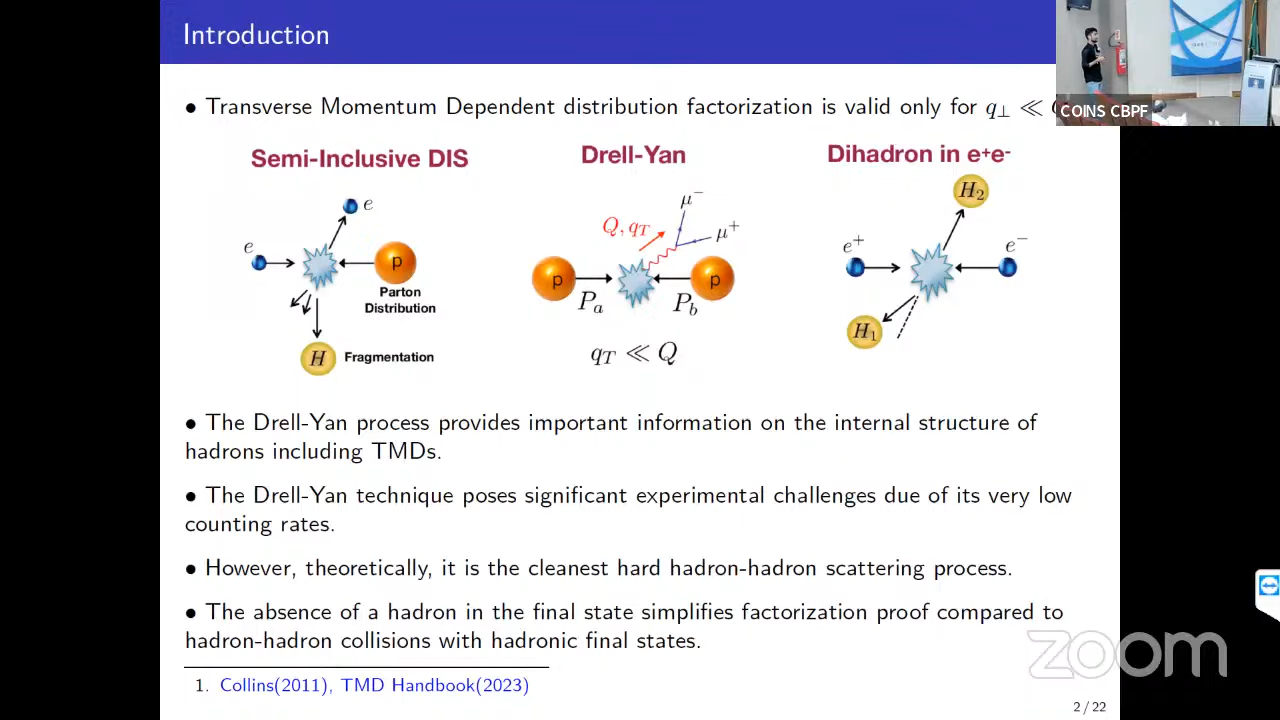 Introduction
• Transverse Momentum Dependent distribution factorization is valid only for q⊥ ≪
COINS CBPF
Semi-Inclusive DIS
Drell-Yan
Dihadron in e+e-
e
e
p
Parton
Distribution
H
Fragmentation
μ−
Q, qT
μ+
p
p
Pa
Pb
qT ≪ Q
H2
e+
e−
H1
• The Drell-Yan process provides important information on the internal structure of
hadrons including TMDs.
• The Drell-Yan technique poses significant experimental challenges due of its very low
counting rates.
• However, theoretically, it is the cleanest hard hadron-hadron scattering process.
• The absence of a hadron in the final state simplifies factorization proof compared to
hadron-hadron collisions with hadronic final states.
zoom
1. Collins(2011), TMD Handbook(2023)
2 / 22